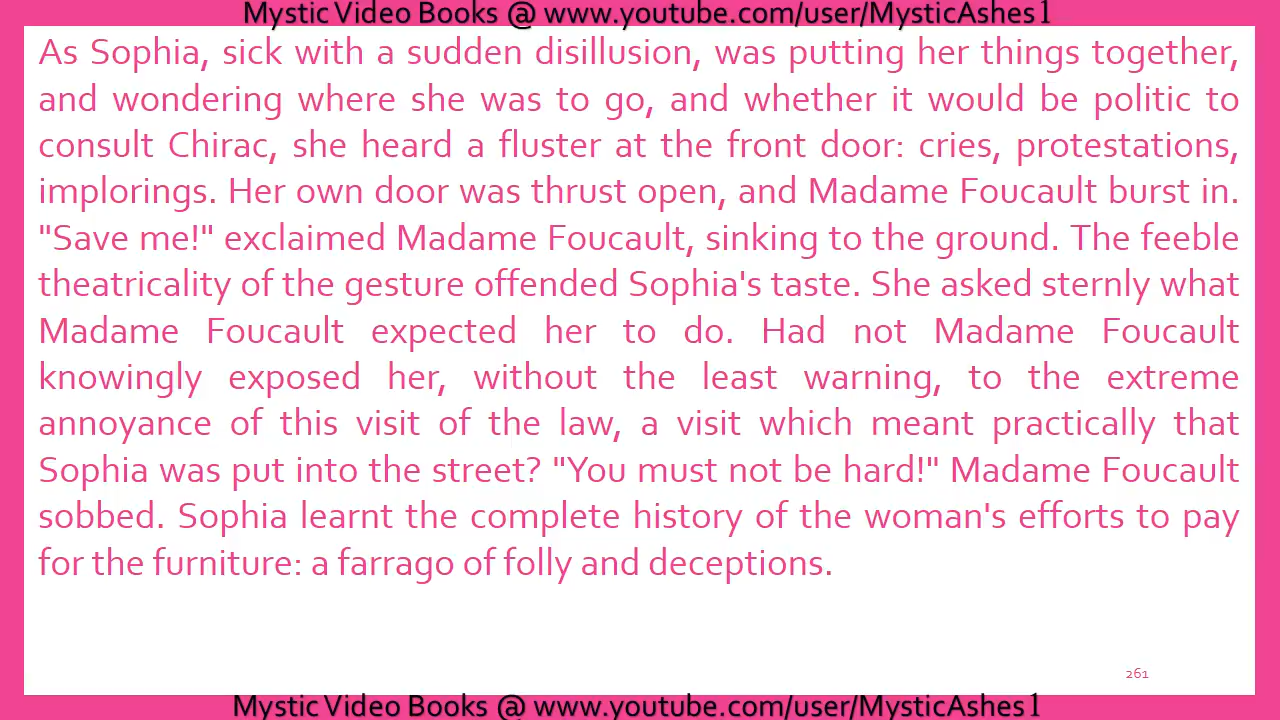 Mystic Video Books @ www.youtube.com/user/MysticAshes1
As Sophia, sick with a sudden disillusion, was putting her things together,
and wondering where she was to go, and whether it would be politic to
consult Chirac, she heard a fluster at the front door: cries, protestations,
implorings. Her own door was thrust open, and Madame Foucault burst in.
"Save me!" exclaimed Madame Foucault, sinking to the ground. The feeble
theatricality of the gesture offended Sophia's taste. She asked sternly what
Madame Foucault expected her to do. Had not Madame Foucault
knowingly exposed her, without the least warning, to the extreme
annoyance of this visit of the law, a visit which meant practically that
Sophia was put into the street? "You must not be hard!" Madame Foucault
sobbed. Sophia learnt the complete history of the woman's efforts to pay
for the furniture: a farrago of folly and deceptions.
261
Mystic Video Books @ www.youtube.com/user/MysticAshes1